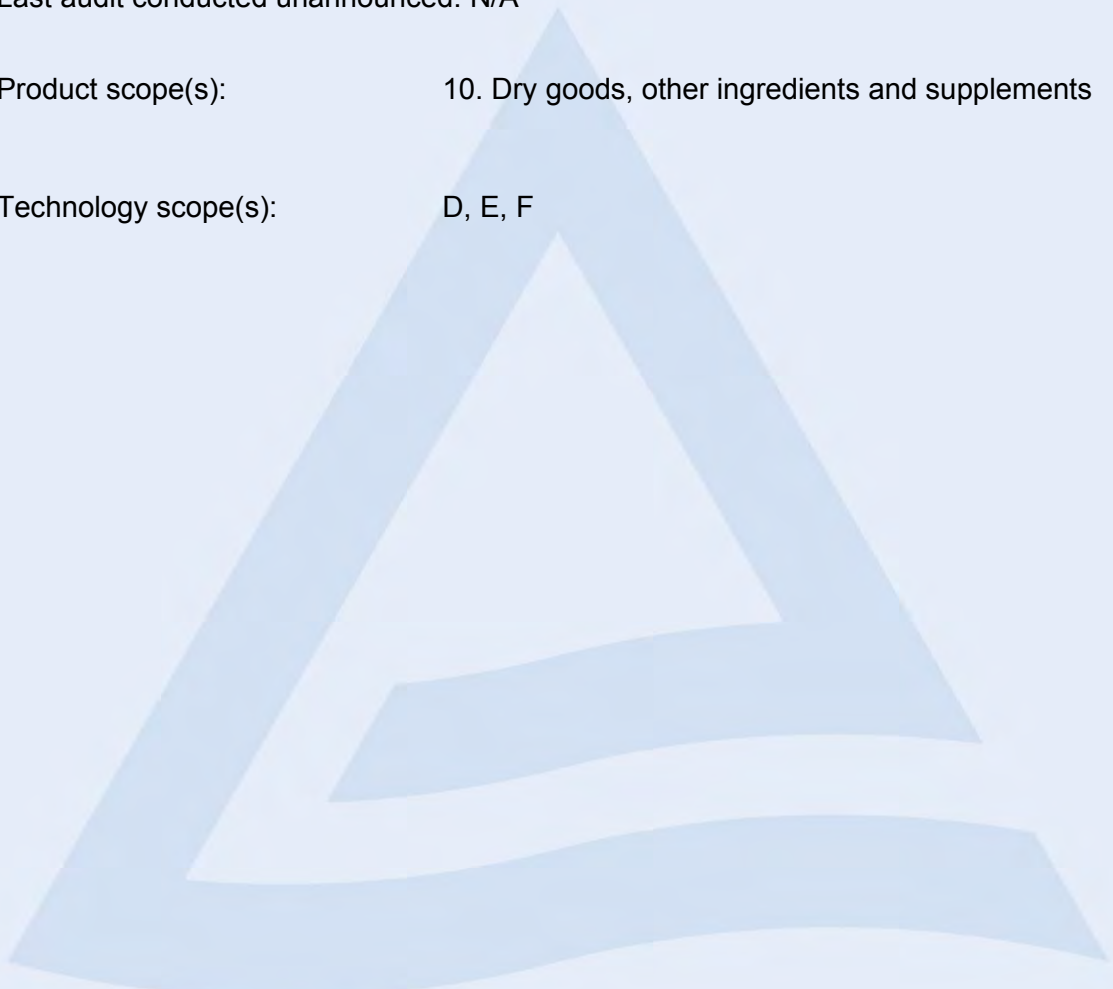 Last audit conducted unannounced: N/A
Product scope(s): 10. Dry goods, other ingredients and supplements
Technology scope(s): D, E, F